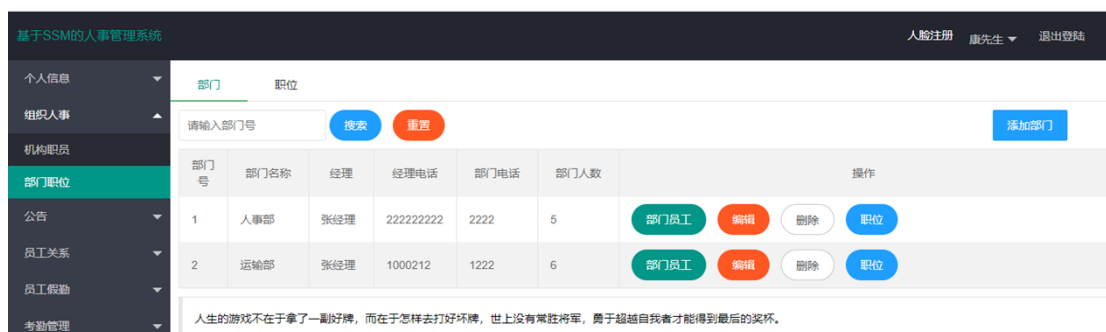 基于SSM的人事管理系统
人脸注册 康先生 退出登陆
个人信息
组织人事
机构职员
部门职位
公告
员工关系
员工假勤
考勤管理
部门 职位
请输入部门号 搜索 重置 添加部门
部门号 部门名称 经理 经理电话 部门电话 部门人数 操作
1 人事部 张经理 222222222 2222 5 部门员工 编辑 删除 职位
2 运输部 张经理 1000212 1222 6 部门员工 编辑 删除 职位
人生的游戏不在于拿了一副好牌，而在于怎样去打好坏牌，世上没有常胜将军，勇于超越自我者才能得到最后的奖杯。